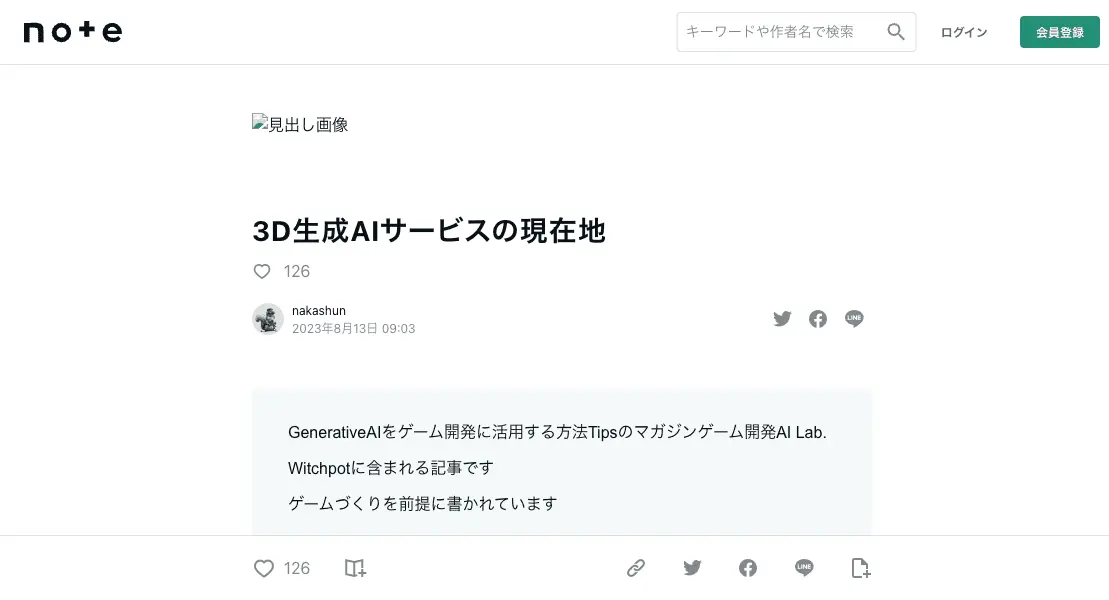 note
キーワードや作者名で検索
ログイン
会員登録
見出し画像
3D生成AIサービスの現在地
126
nakashun
2023年8月13日 09:03
LINE
GenerativeAIをゲーム開発に活用する方法Tipsのマガジンゲーム開発AI Lab.
Witchpotに含まれる記事です
ゲームづくりを前提に書かれています
126
LINE